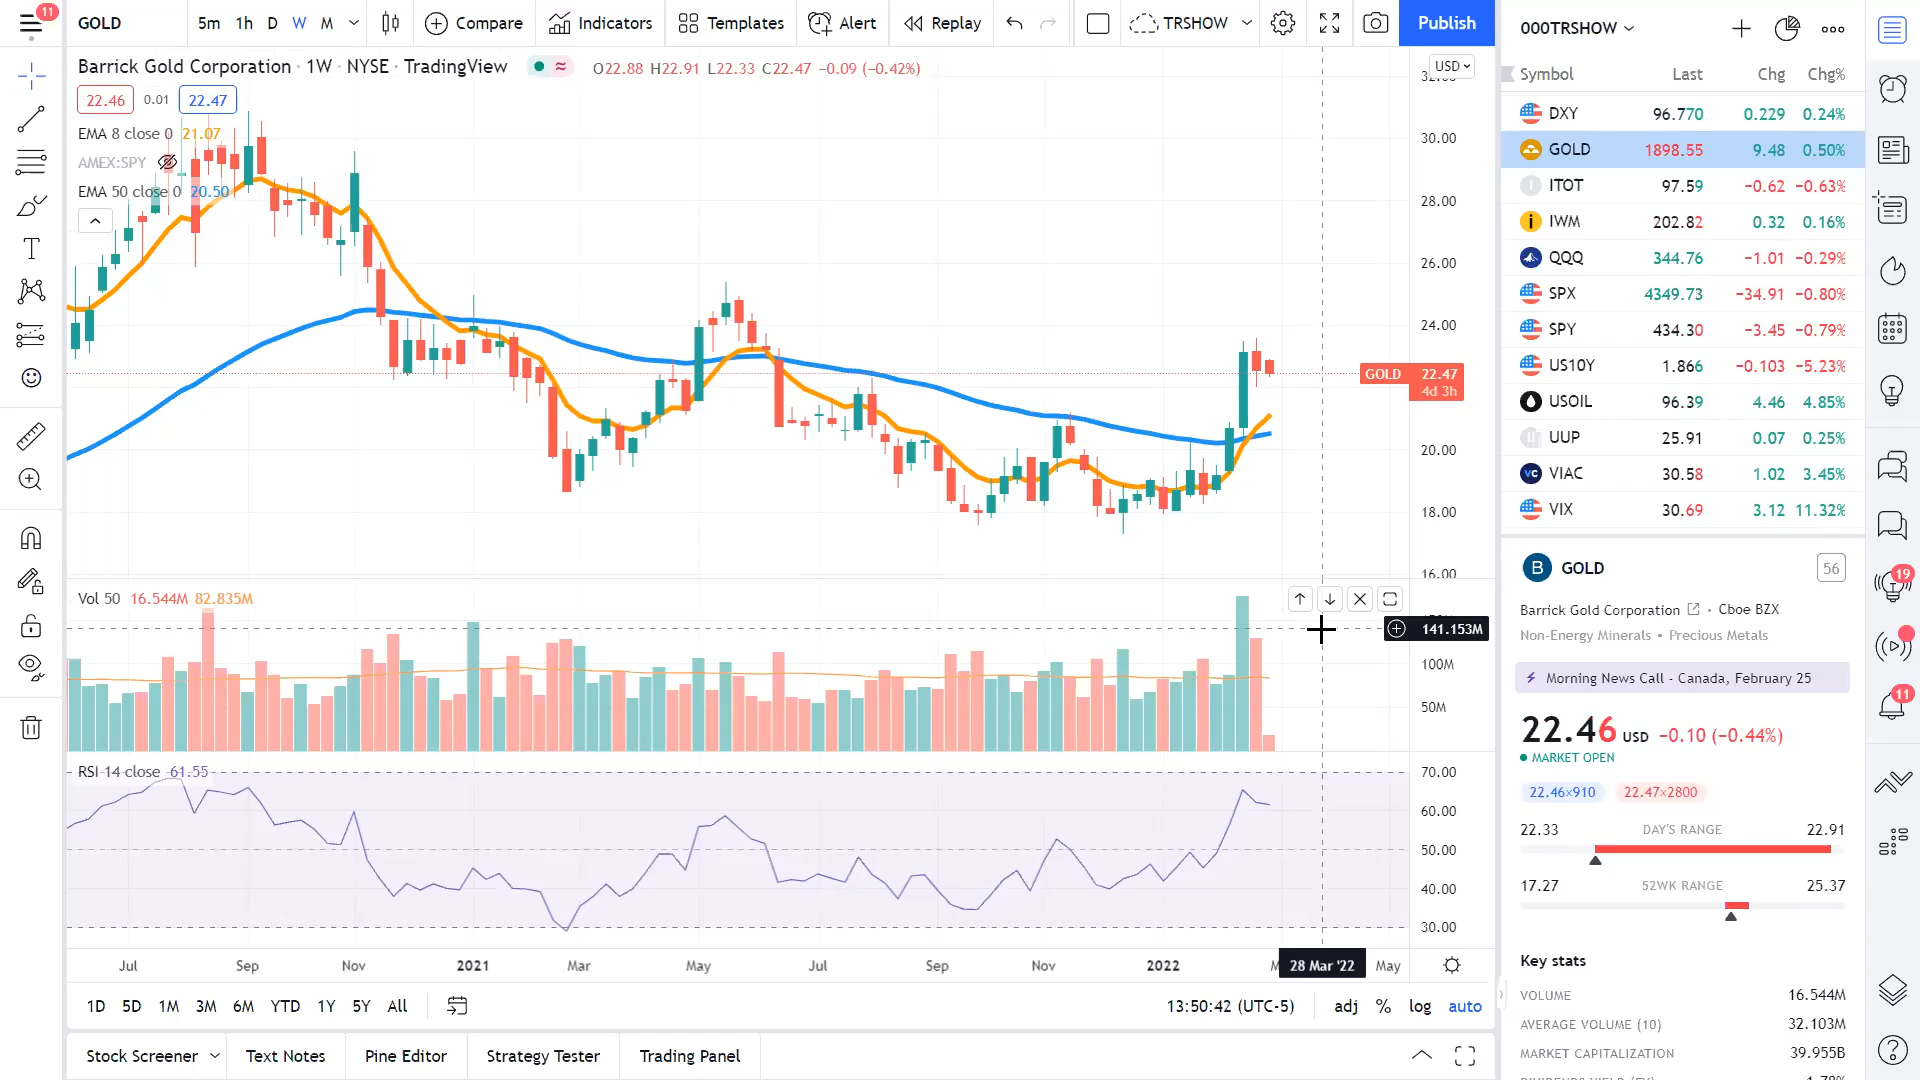 11
GOLD
5m 1h D W M
Compare
Indicators
Templates
Alert
Replay
TRSHOW
Publish
Barrick Gold Corporation · 1W · NYSE · TradingView
O22.88 H22.91 L22.33 C22.47 −0.09 (−0.42%)
USD
22.46 0.01 22.47
EMA 8 close 0 21.07
AMEX:SPY
EMA 50 close 0 20.50
32.00
30.00
28.00
26.00
24.00
GOLD 22.47
4d 3h
20.00
18.00
16.00
Vol 50 16.544M 82.835M
141.153M
100M
50M
RSI 14 close 61.55
70.00
60.00
50.00
40.00
30.00
Jul Sep Nov 2021 Mar May Jul Sep Nov 2022 28 Mar '22 May
1D 5D 1M 3M 6M YTD 1Y 5Y All
13:50:42 (UTC-5) adj % log auto
Stock Screener Text Notes Pine Editor Strategy Tester Trading Panel
000TRSHOW
Symbol Last Chg Chg%
DXY 96.770 0.229 0.24%
GOLD 1898.55 9.48 0.50%
ITOT 97.59 −0.62 −0.63%
IWM 202.82 0.32 0.16%
QQQ 344.76 −1.01 −0.29%
SPX 4349.73 −34.91 −0.80%
SPY 434.30 −3.45 −0.79%
US10Y 1.866 −0.103 −5.23%
USOIL 96.39 4.46 4.85%
UUP 25.91 0.07 0.25%
VIAC 30.58 1.02 3.45%
VIX 30.69 3.12 11.32%
B GOLD 56
Barrick Gold Corporation · Cboe BZX
Non-Energy Minerals • Precious Metals
Morning News Call - Canada, February 25
22.46 USD −0.10 (−0.44%)
MARKET OPEN
22.46×910 22.47×2800
22.33 DAY'S RANGE 22.91
17.27 52WK RANGE 25.37
Key stats
VOLUME 16.544M
AVERAGE VOLUME (10) 32.103M
MARKET CAPITALIZATION 39.955B
19
11